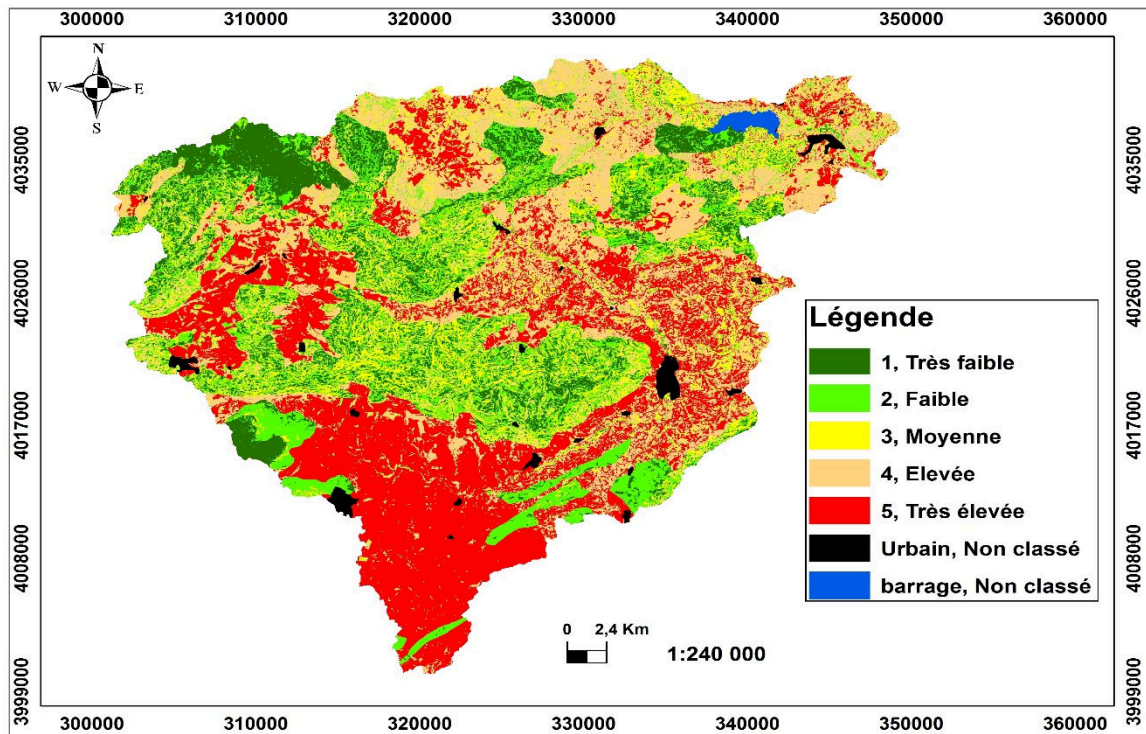 300000 310000 320000 330000 340000 350000 360000
N
W E
S
4035000 4035000
4026000 4026000
Légende
1, Très faible
2, Faible
3, Moyenne
4, Elevée
5, Très élevée
Urbain, Non classé
barrage, Non classé
4017000 4017000
4008000 4008000
0 2,4 Km
1:240 000
3999000 3999000
300000 310000 320000 330000 340000 350000 360000